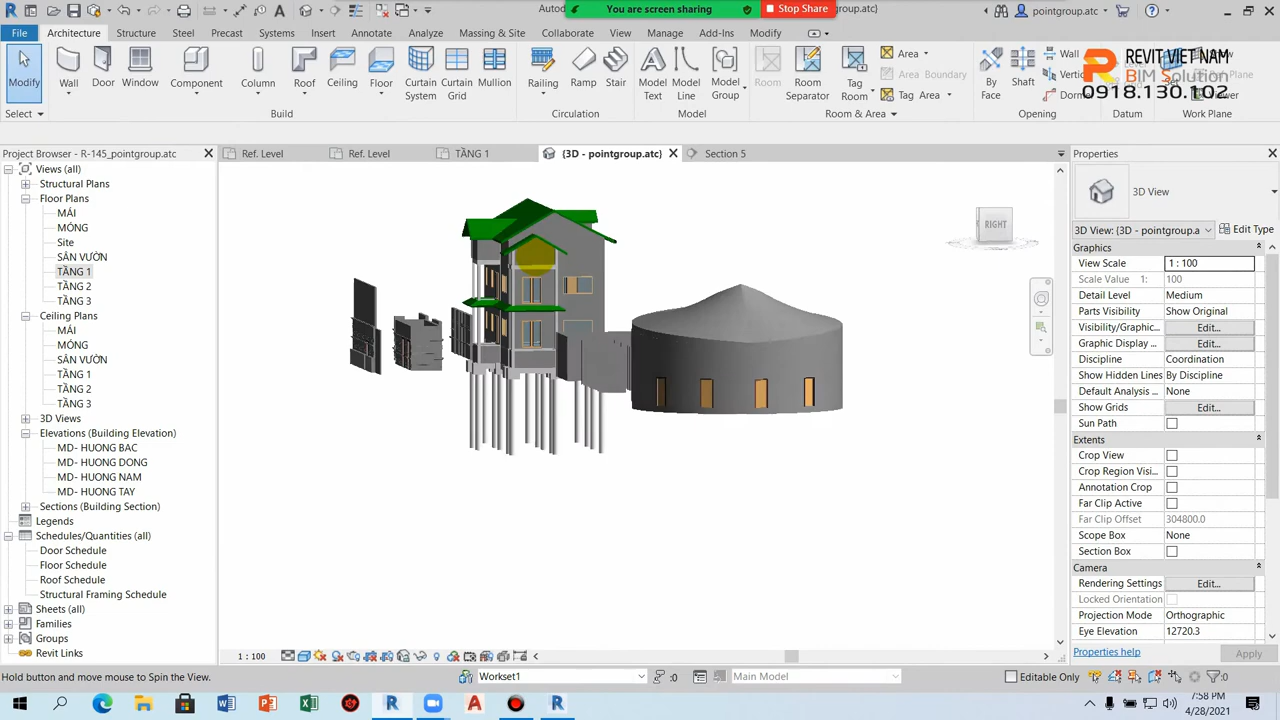 Autod
You are screen sharing
Stop Share
oup.atc)
pointgroup.atc
File
Architecture
Structure
Steel
Precast
Systems
Insert
Annotate
Analyze
Massing & Site
Collaborate
View
Manage
Add-Ins
Modify
Modify
Wall
Door
Window
Component
Column
Roof
Ceiling
Floor
Curtain System
Curtain Grid
Mullion
Railing
Ramp
Stair
Model Text
Model Line
Model Group
Room
Room Separator
Tag Room
Area
Area Boundary
Tag Area
By Face
Shaft
Wall
REVIT VIET NAM
BIM Solution
0918.130.102
Select
Build
Circulation
Model
Room & Area
Opening
Datum
Work Plane
Project Browser - R-145_pointgroup.atc
Ref. Level
Ref. Level
TẦNG 1
{3D - pointgroup.atc}
Section 5
Properties
Views (all)
Structural Plans
Floor Plans
MÁI
MÓNG
Site
SÂN VƯỜN
TẦNG 1
TẦNG 2
TẦNG 3
Ceiling Plans
MÁI
MÓNG
SÂN VƯỜN
TẦNG 1
TẦNG 2
TẦNG 3
3D Views
Elevations (Building Elevation)
MD- HUONG BAC
MD- HUONG DONG
MD- HUONG NAM
MD- HUONG TAY
Sections (Building Section)
Legends
Schedules/Quantities (all)
Door Schedule
Floor Schedule
Roof Schedule
Structural Framing Schedule
Sheets (all)
Families
Groups
Revit Links
RIGHT
3D View
3D View: {3D - pointgroup.a
Edit Type
Graphics
View Scale 1 : 100
Scale Value 1: 100
Detail Level Medium
Parts Visibility Show Original
Visibility/Graphic... Edit...
Graphic Display ... Edit...
Discipline Coordination
Show Hidden Lines By Discipline
Default Analysis ... None
Show Grids Edit...
Sun Path
Extents
Crop View
Crop Region Visi...
Annotation Crop
Far Clip Active
Far Clip Offset 304800.0
Scope Box None
Section Box
Camera
Rendering Settings Edit...
Locked Orientation
Projection Mode Orthographic
Eye Elevation 12720.3
Properties help
Apply
1 : 100
Hold button and move mouse to Spin the View.
Workset1
:0
Main Model
Editable Only
:0
7:58 PM
4/28/2021